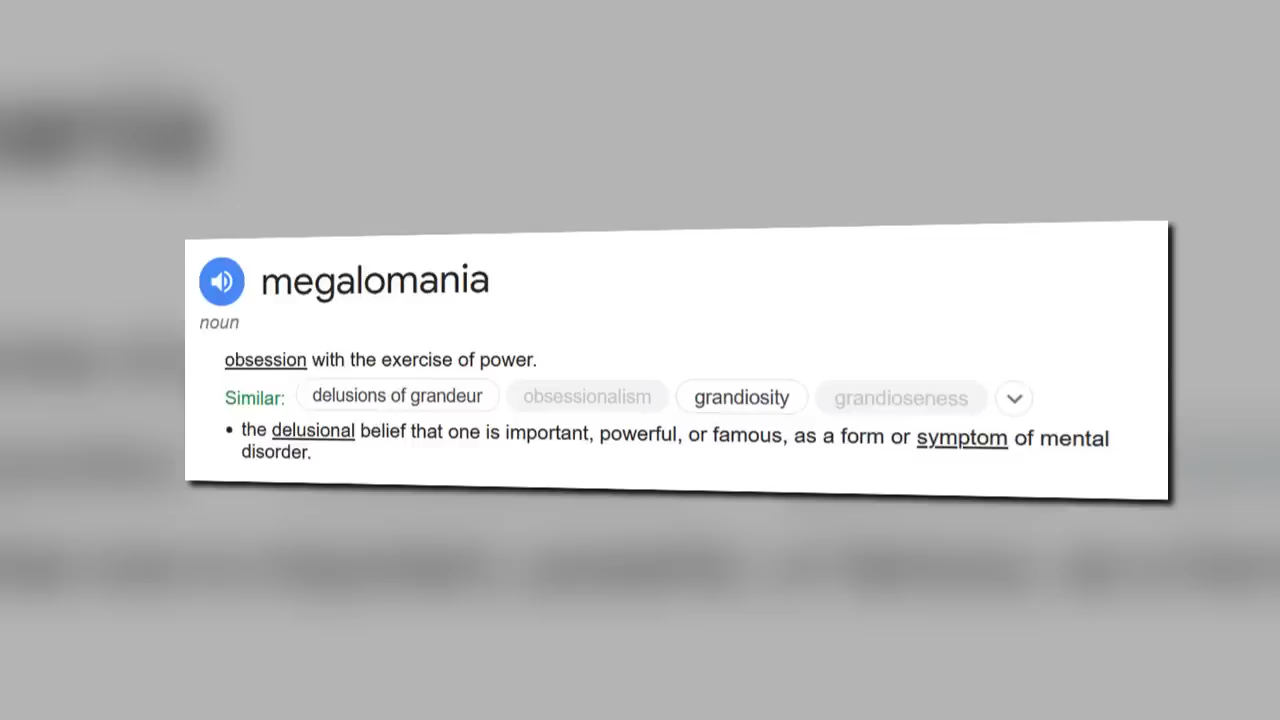 megalomania
noun
obsession with the exercise of power.
Similar: delusions of grandeur obsessionalism grandiosity grandioseness
• the delusional belief that one is important, powerful, or famous, as a form or symptom of mental
disorder.